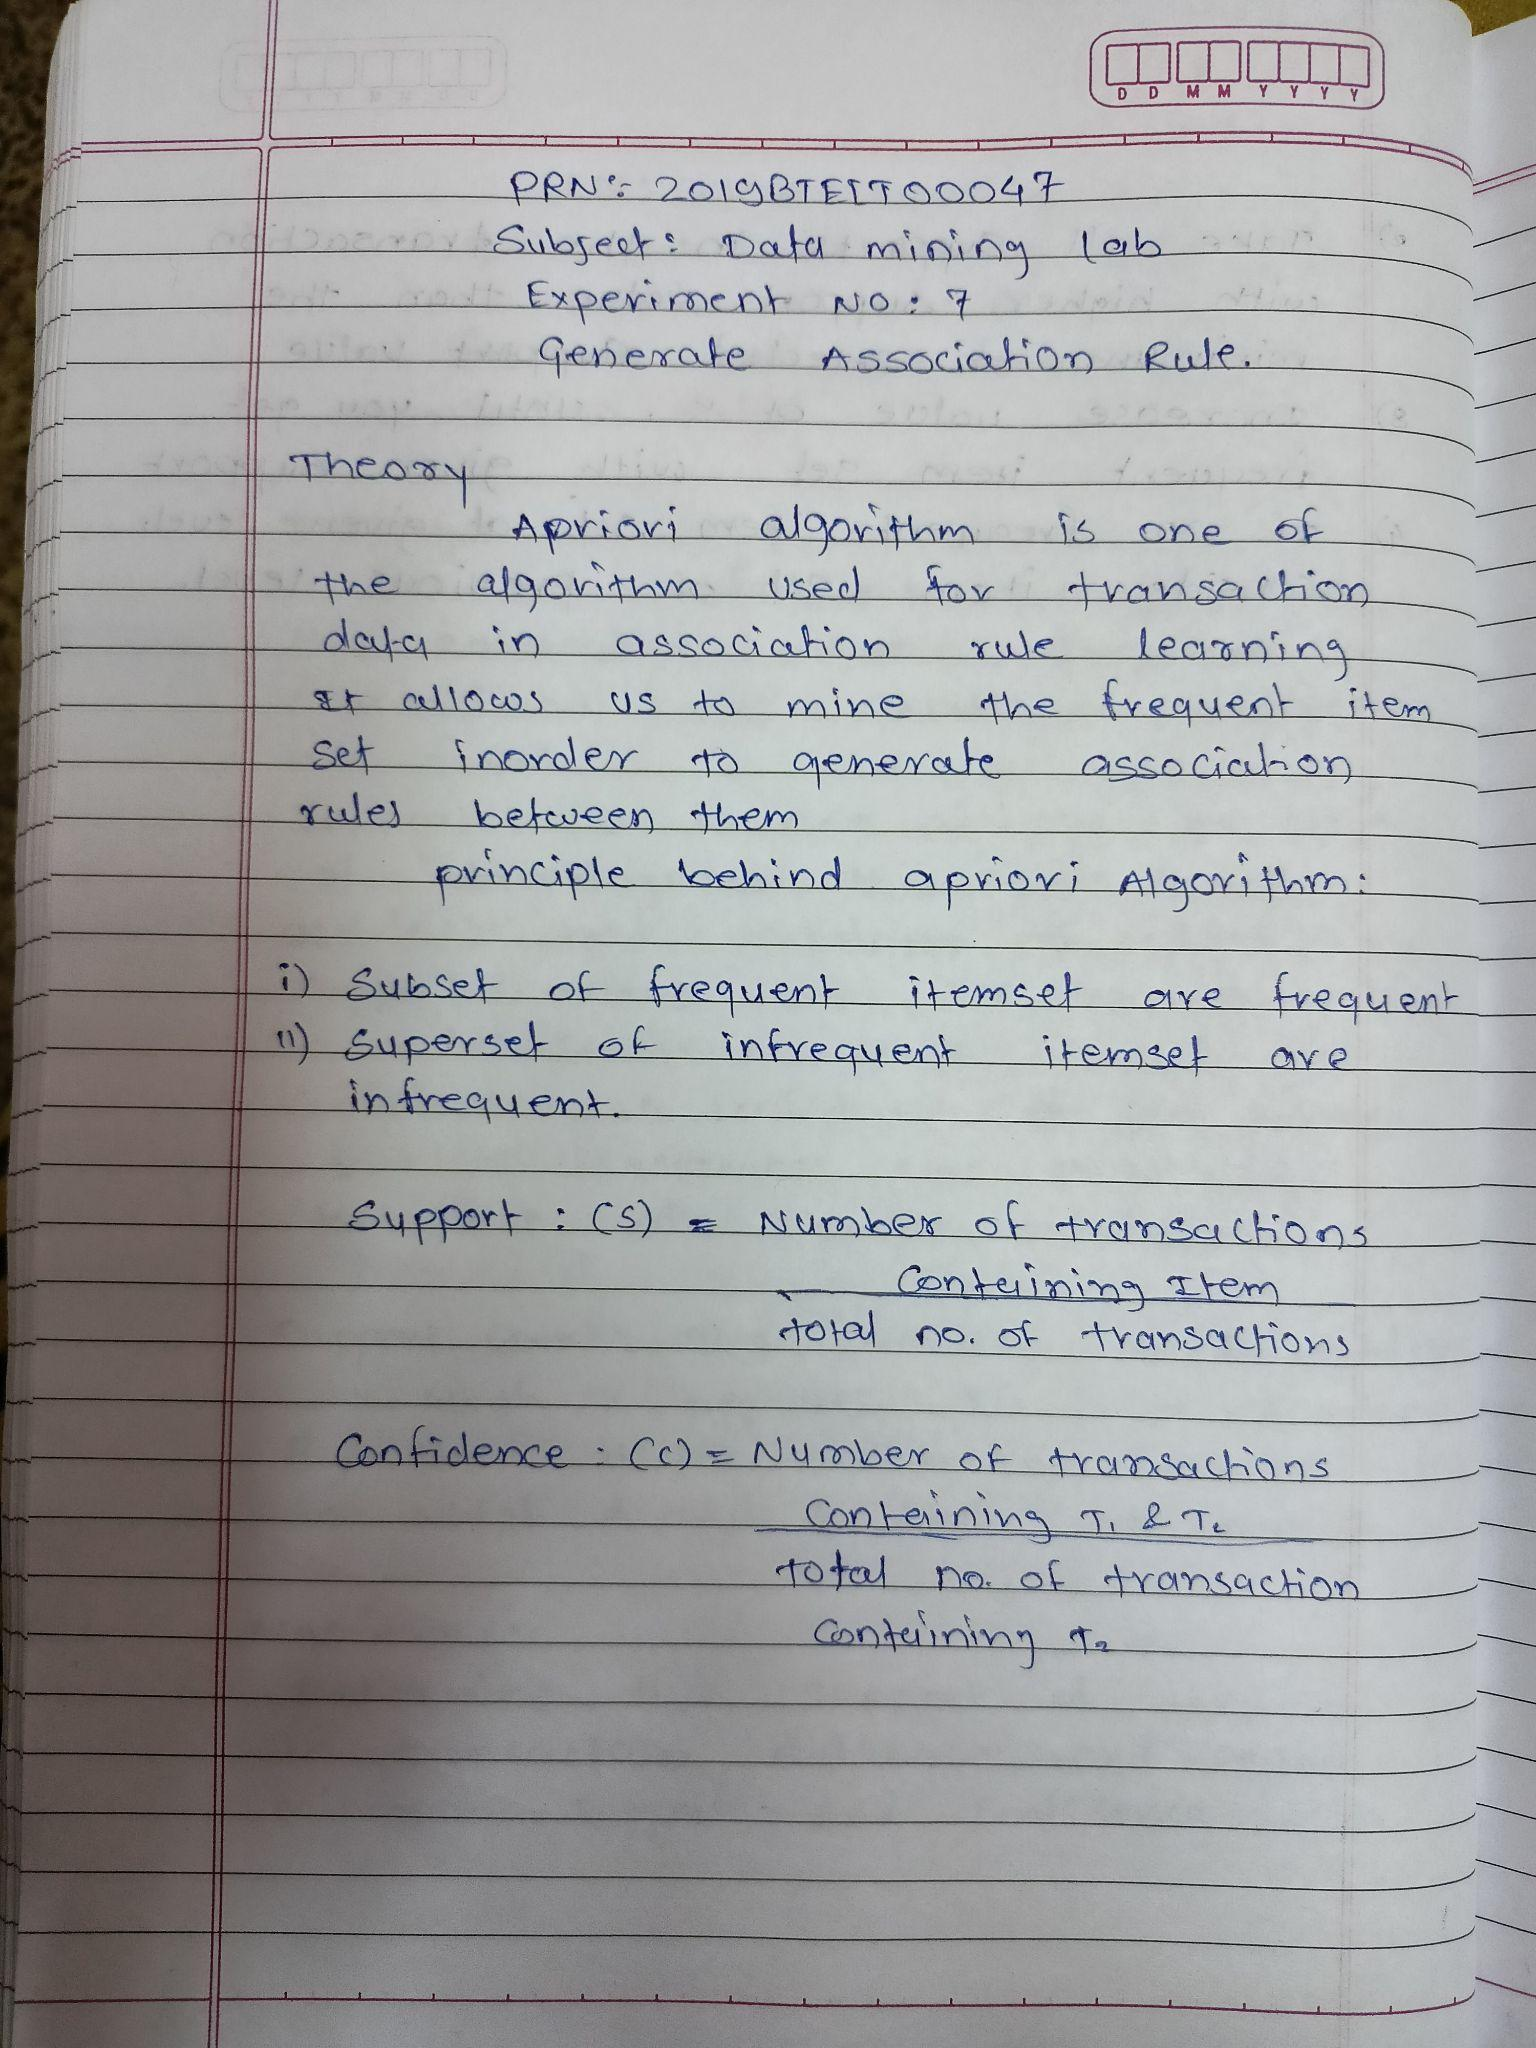 D D M M Y Y Y Y
PRN: 2019BTEIT00047
Subject: Data mining lab
Experiment NO: 7
Generate Association Rule.
Theory
Apriori algorithm is one of
the algorithm used for transaction
data in association rule learning
It allows us to mine the frequent item
set inorder to generate association
rules between them
principle behind apriori Algorithm:
i) Subset of frequent itemset are frequent
ii) Superset of infrequent itemset are
infrequent.
Support : (S) = Number of transactions
Containing Item
total no. of transactions
Confidence : (C) = Number of transactions
Containing T₁ & T₂
total no. of transaction
Containing T₂